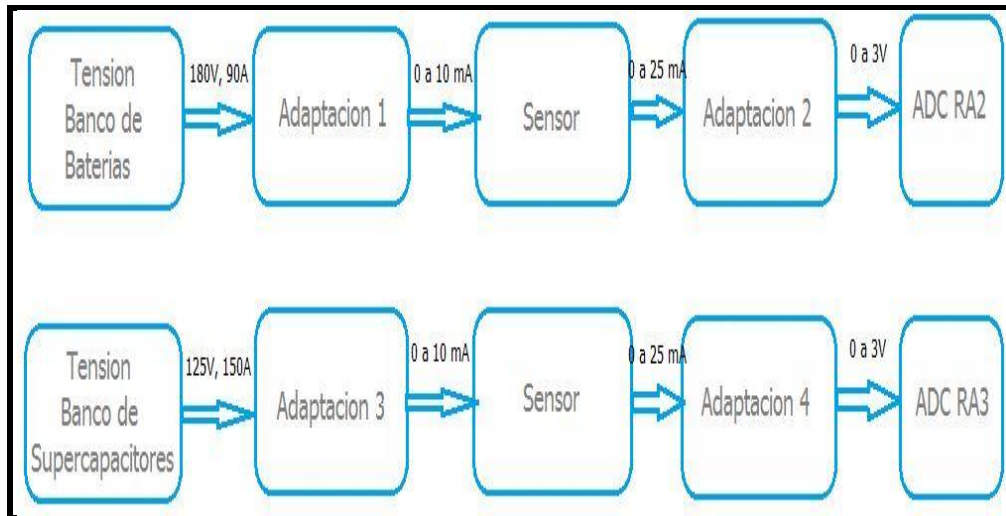 Tension
Banco de
Baterias
180V, 90A
Adaptacion 1
0 a 10 mA
Sensor
0 a 25 mA
Adaptacion 2
0 a 3V
ADC RA2
Tension
Banco de
Supercapacitores
125V, 150A
Adaptacion 3
0 a 10 mA
Sensor
0 a 25 mA
Adaptacion 4
0 a 3V
ADC RA3